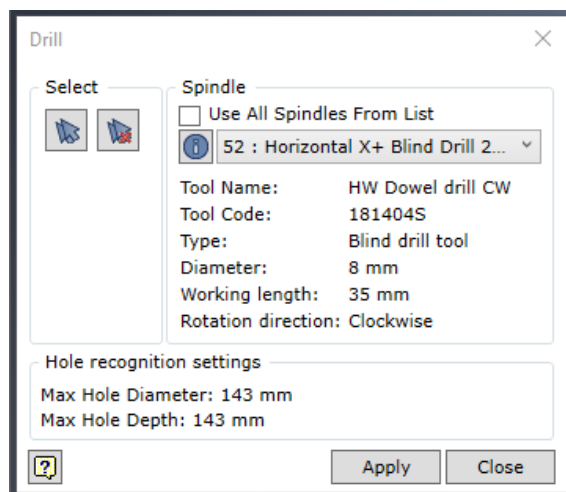 Drill
Select
Spindle
Use All Spindles From List
52 : Horizontal X+ Blind Drill 2...
Tool Name: HW Dowel drill CW
Tool Code: 181404S
Type: Blind drill tool
Diameter: 8 mm
Working length: 35 mm
Rotation direction: Clockwise
Hole recognition settings
Max Hole Diameter: 143 mm
Max Hole Depth: 143 mm
Apply Close